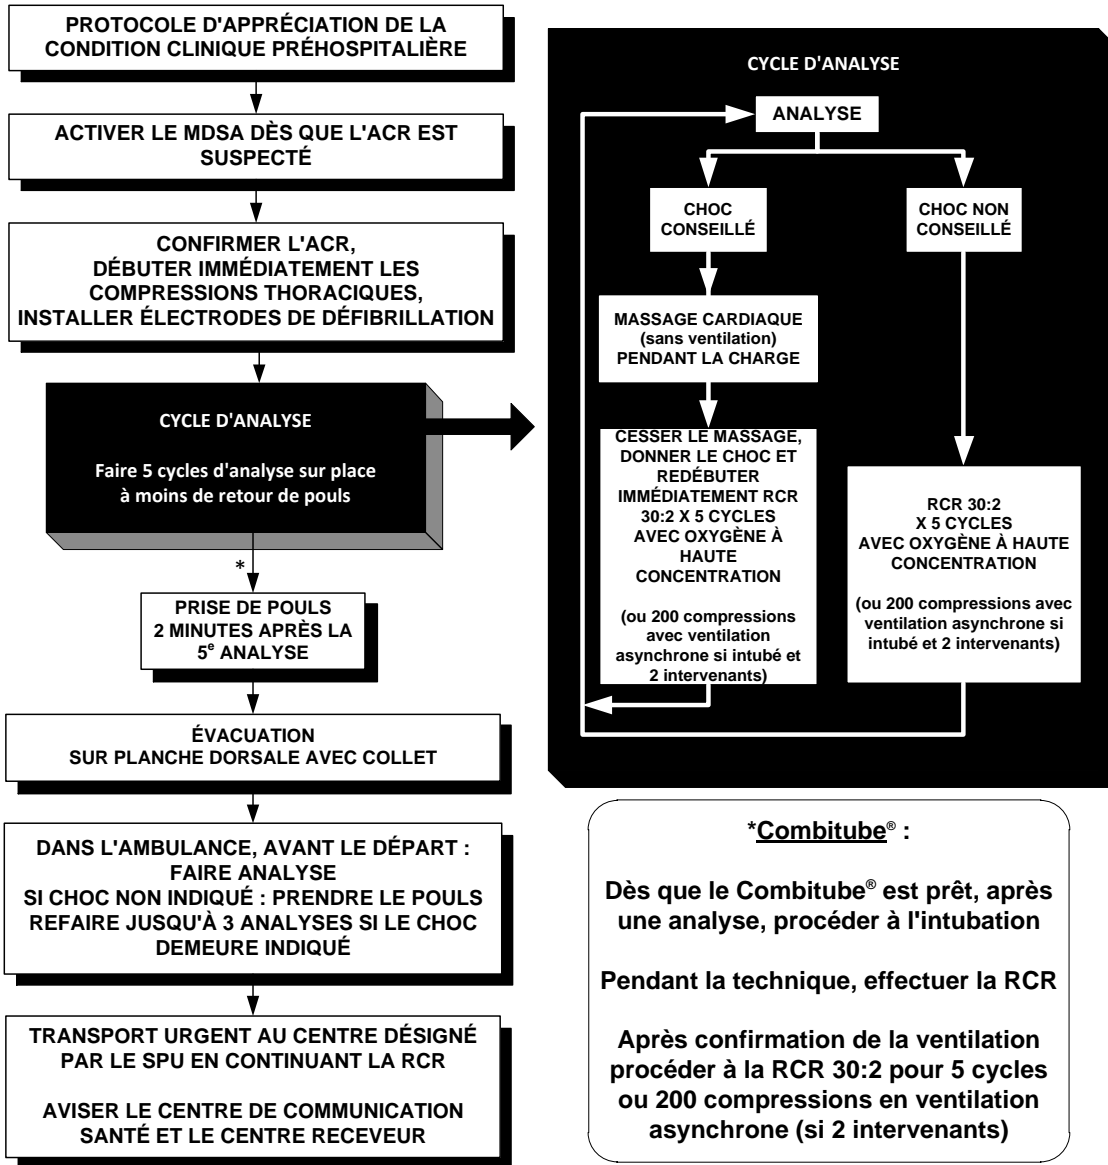 PROTOCOLE D'APPRÉCIATION DE LA
CONDITION CLINIQUE PRÉHOSPITALIÈRE
ACTIVER LE MDSA DÈS QUE L'ACR EST
SUSPECTÉ
CONFIRMER L'ACR,
DÉBUTER IMMÉDIATEMENT LES
COMPRESSIONS THORACIQUES,
INSTALLER ÉLECTRODES DE DÉFIBRILLATION
CYCLE D'ANALYSE
Faire 5 cycles d'analyse sur place
à moins de retour de pouls
*
PRISE DE POULS
2 MINUTES APRÈS LA
5e ANALYSE
ÉVACUATION
SUR PLANCHE DORSALE AVEC COLLET
DANS L'AMBULANCE, AVANT LE DÉPART :
FAIRE ANALYSE
SI CHOC NON INDIQUÉ : PRENDRE LE POULS
REFAIRE JUSQU'À 3 ANALYSES SI LE CHOC
DEMEURE INDIQUÉ
TRANSPORT URGENT AU CENTRE DÉSIGNÉ
PAR LE SPU EN CONTINUANT LA RCR
AVISER LE CENTRE DE COMMUNICATION
SANTÉ ET LE CENTRE RECEVEUR
CYCLE D'ANALYSE
ANALYSE
CHOC
CONSEILLÉ
MASSAGE CARDIAQUE
(sans ventilation)
PENDANT LA CHARGE
CESSER LE MASSAGE,
DONNER LE CHOC ET
REDÉBUTER
IMMÉDIATEMENT RCR
30:2 X 5 CYCLES
AVEC OXYGÈNE À
HAUTE
CONCENTRATION
(ou 200 compressions
avec ventilation
asynchrone si intubé et
2 intervenants)
CHOC NON
CONSEILLÉ
RCR 30:2
X 5 CYCLES
AVEC OXYGÈNE À HAUTE
CONCENTRATION
(ou 200 compressions avec
ventilation asynchrone si
intubé et 2 intervenants)
*Combitube® :
Dès que le Combitube® est prêt, après
une analyse, procéder à l'intubation
Pendant la technique, effectuer la RCR
Après confirmation de la ventilation
procéder à la RCR 30:2 pour 5 cycles
ou 200 compressions en ventilation
asynchrone (si 2 intervenants)